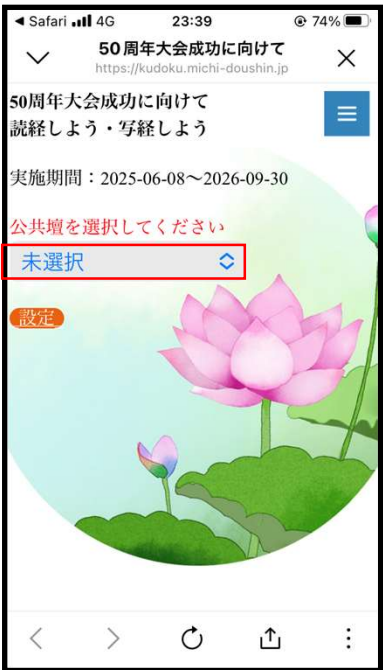 Safari 4G 23:39 74%
50周年大会成功に向けて
https://kudoku.michi-doushin.jp
50周年大会成功に向けて
読経しよう・写経しよう
実施期間：2025-06-08～2026-09-30
公共壇を選択してください
未選択
設定